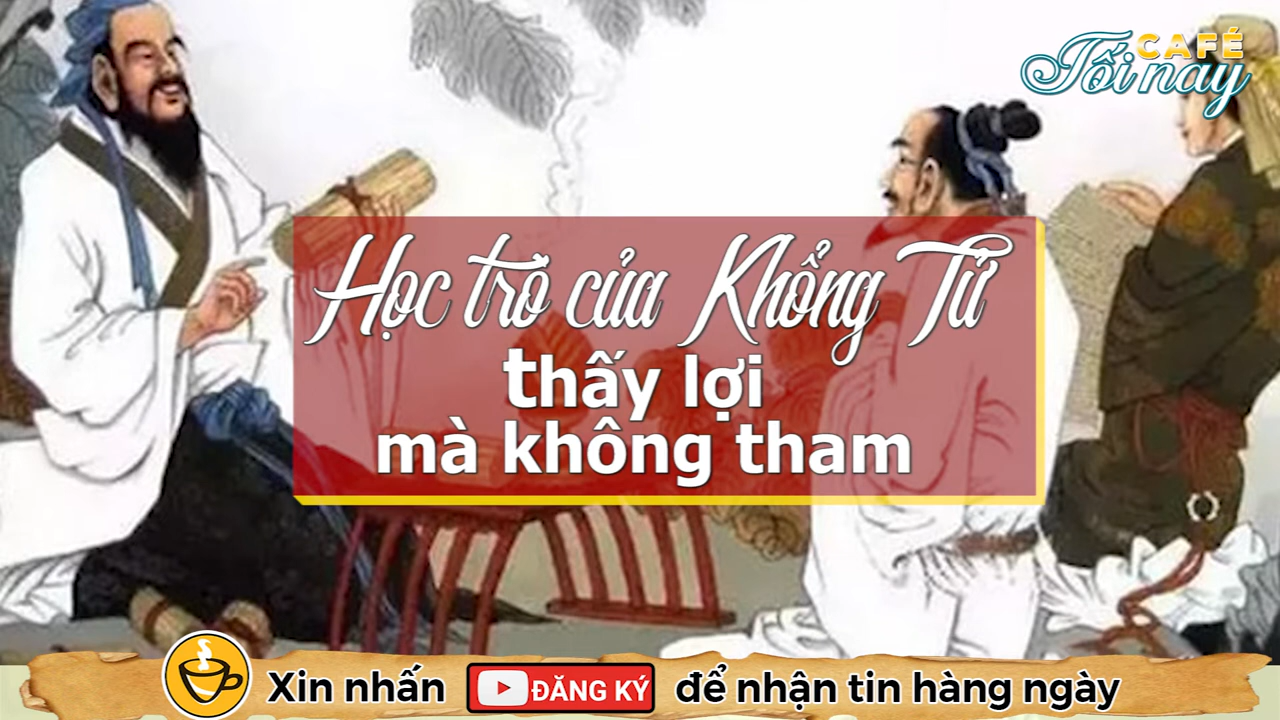 CAFÉ
Tối nay
Học trò của Khổng Tử
thấy lợi
mà không tham
Xin nhấn ĐĂNG KÝ để nhận tin hàng ngày